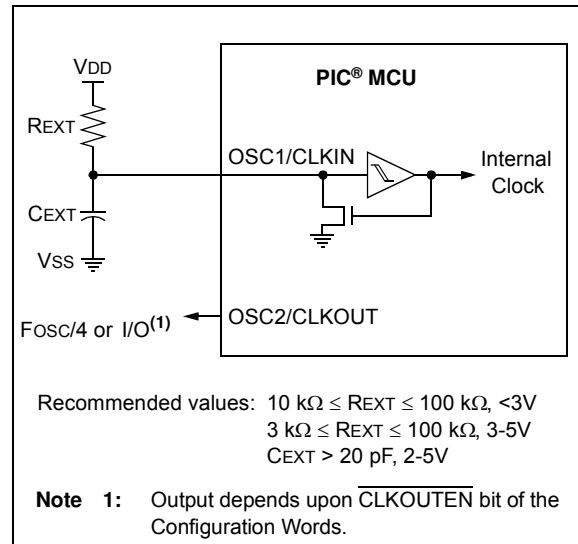 VDD
PIC® MCU
REXT
OSC1/CLKIN
Internal
Clock
CEXT
VSS
FOSC/4 or I/O(1)
OSC2/CLKOUT
Recommended values: 10 kΩ ≤ REXT ≤ 100 kΩ, <3V
3 kΩ ≤ REXT ≤ 100 kΩ, 3-5V
CEXT > 20 pF, 2-5V
Note 1: Output depends upon C̅L̅K̅O̅U̅T̅E̅N̅ bit of the
Configuration Words.